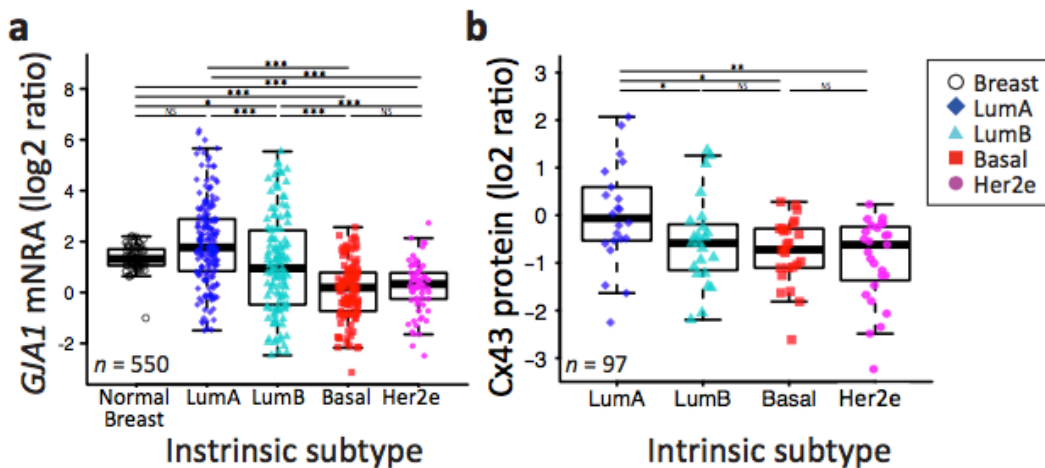 a
GJA1 mNRA (log2 ratio)
8
6
4
2
0
-2
***
***
***
***
* ***
NS *** *** NS
n = 550
Normal Breast
LumA
LumB
Basal
Her2e
Instrinsic subtype
b
Cx43 protein (lo2 ratio)
3
2
1
-0
-1
-2
-3
**
*
* NS NS
n = 97
LumA
LumB
Basal
Her2e
Intrinsic subtype
Breast
LumA
LumB
Basal
Her2e